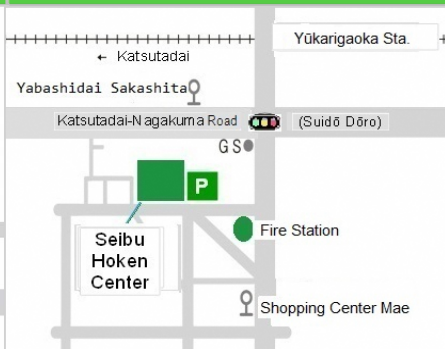 Yūkarigaoka Sta.
← Katsutadai
Yabashidai Sakashita
Katsutadai-Nagakuma Road
(Suidō Dōro)
GS
P
Fire Station
Seibu
Hoken
Center
Shopping Center Mae